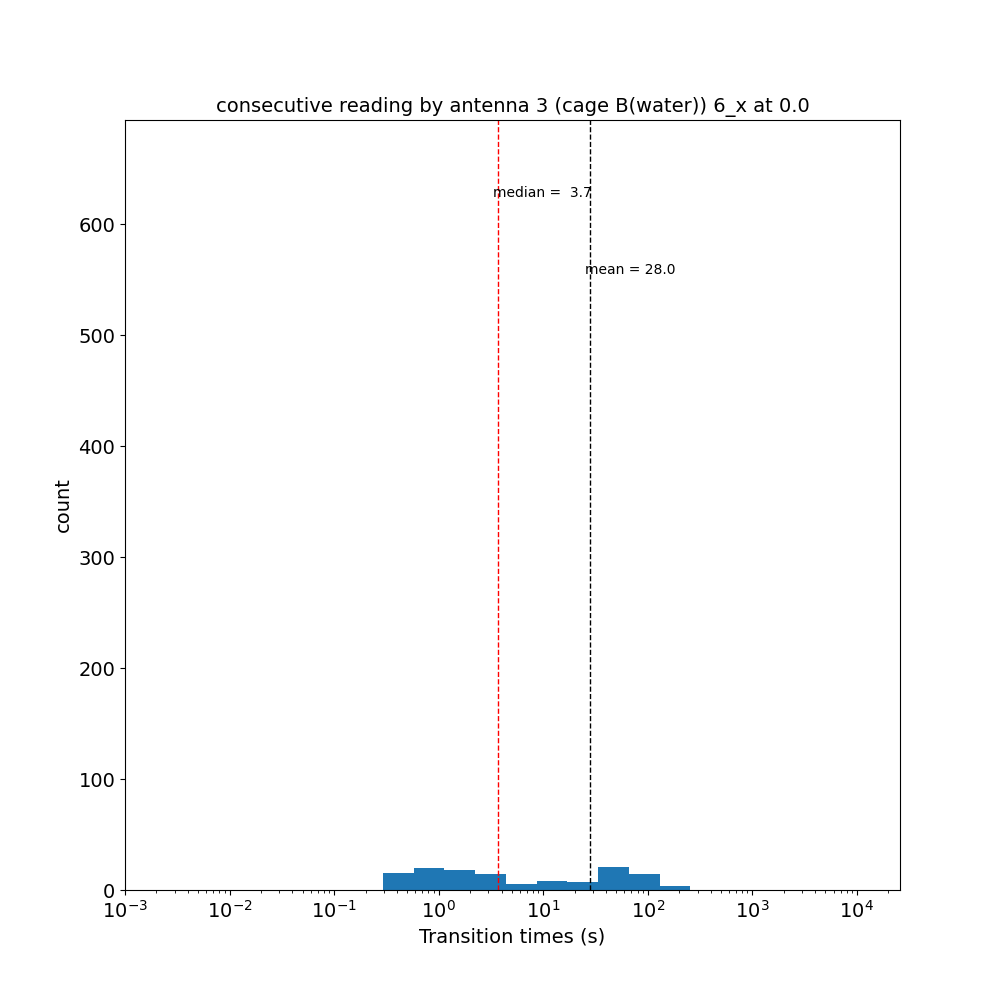 consecutive reading by antenna 3 (cage B(water)) 6_x at 0.0
median =  3.7
mean = 28.0
600
500
400
300
200
100
0
count
10⁻³ 10⁻² 10⁻¹ 10⁰ 10¹ 10² 10³ 10⁴
Transition times (s)